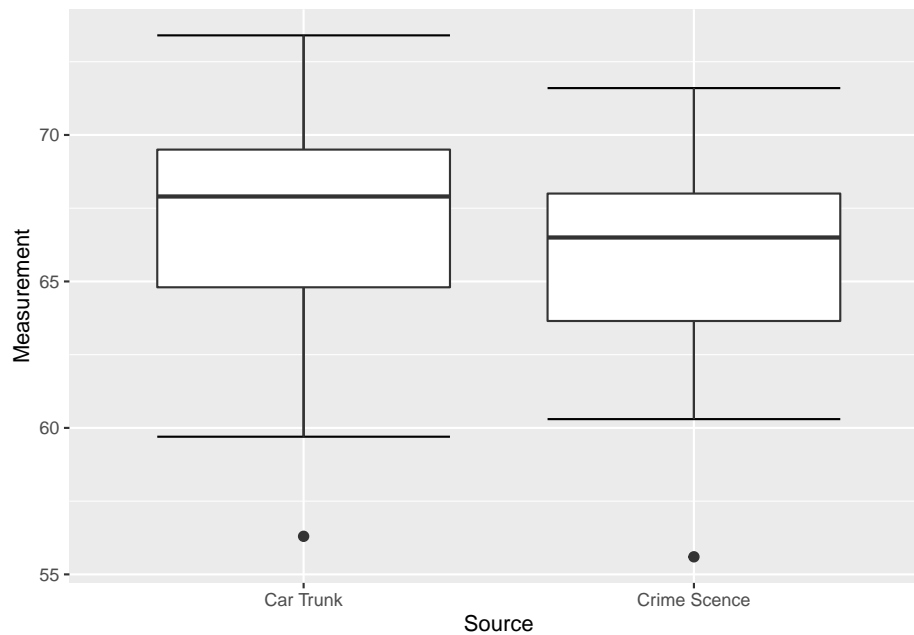 70
65
60
55
Measurement
Car Trunk
Crime Scence
Source